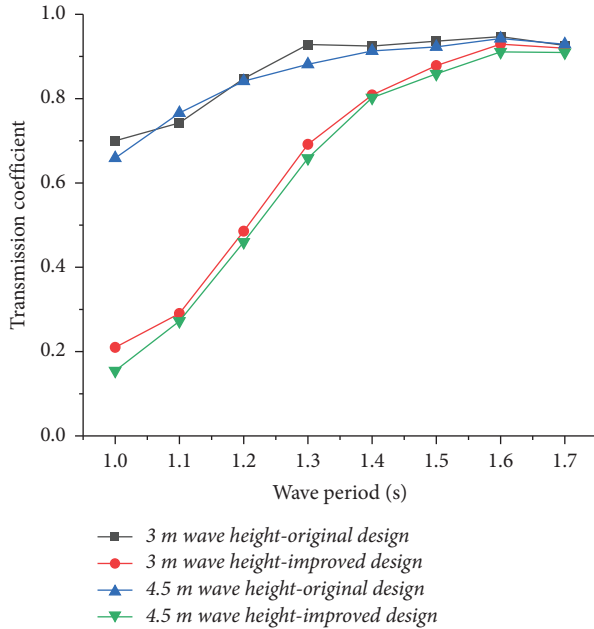 1.0
0.8
0.6
0.4
0.2
0.0
Transmission coefficient
1.0 1.1 1.2 1.3 1.4 1.5 1.6 1.7
Wave period (s)
3 m wave height-original design
3 m wave height-improved design
4.5 m wave height-original design
4.5 m wave height-improved design